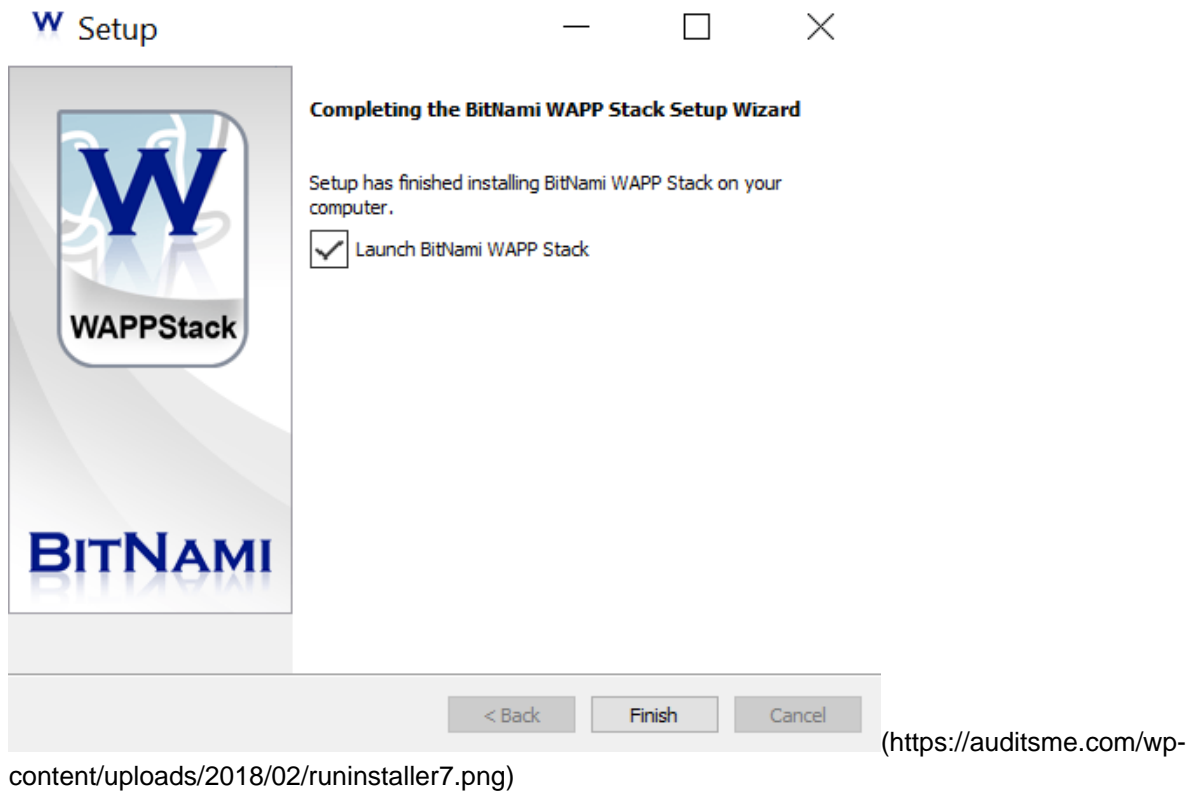 W Setup
Completing the BitNami WAPP Stack Setup Wizard
Setup has finished installing BitNami WAPP Stack on your
computer.
Launch BitNami WAPP Stack
W
WAPPStack
BITNAMI
< Back Finish Cancel
(https://auditsme.com/wp-
content/uploads/2018/02/runinstaller7.png)